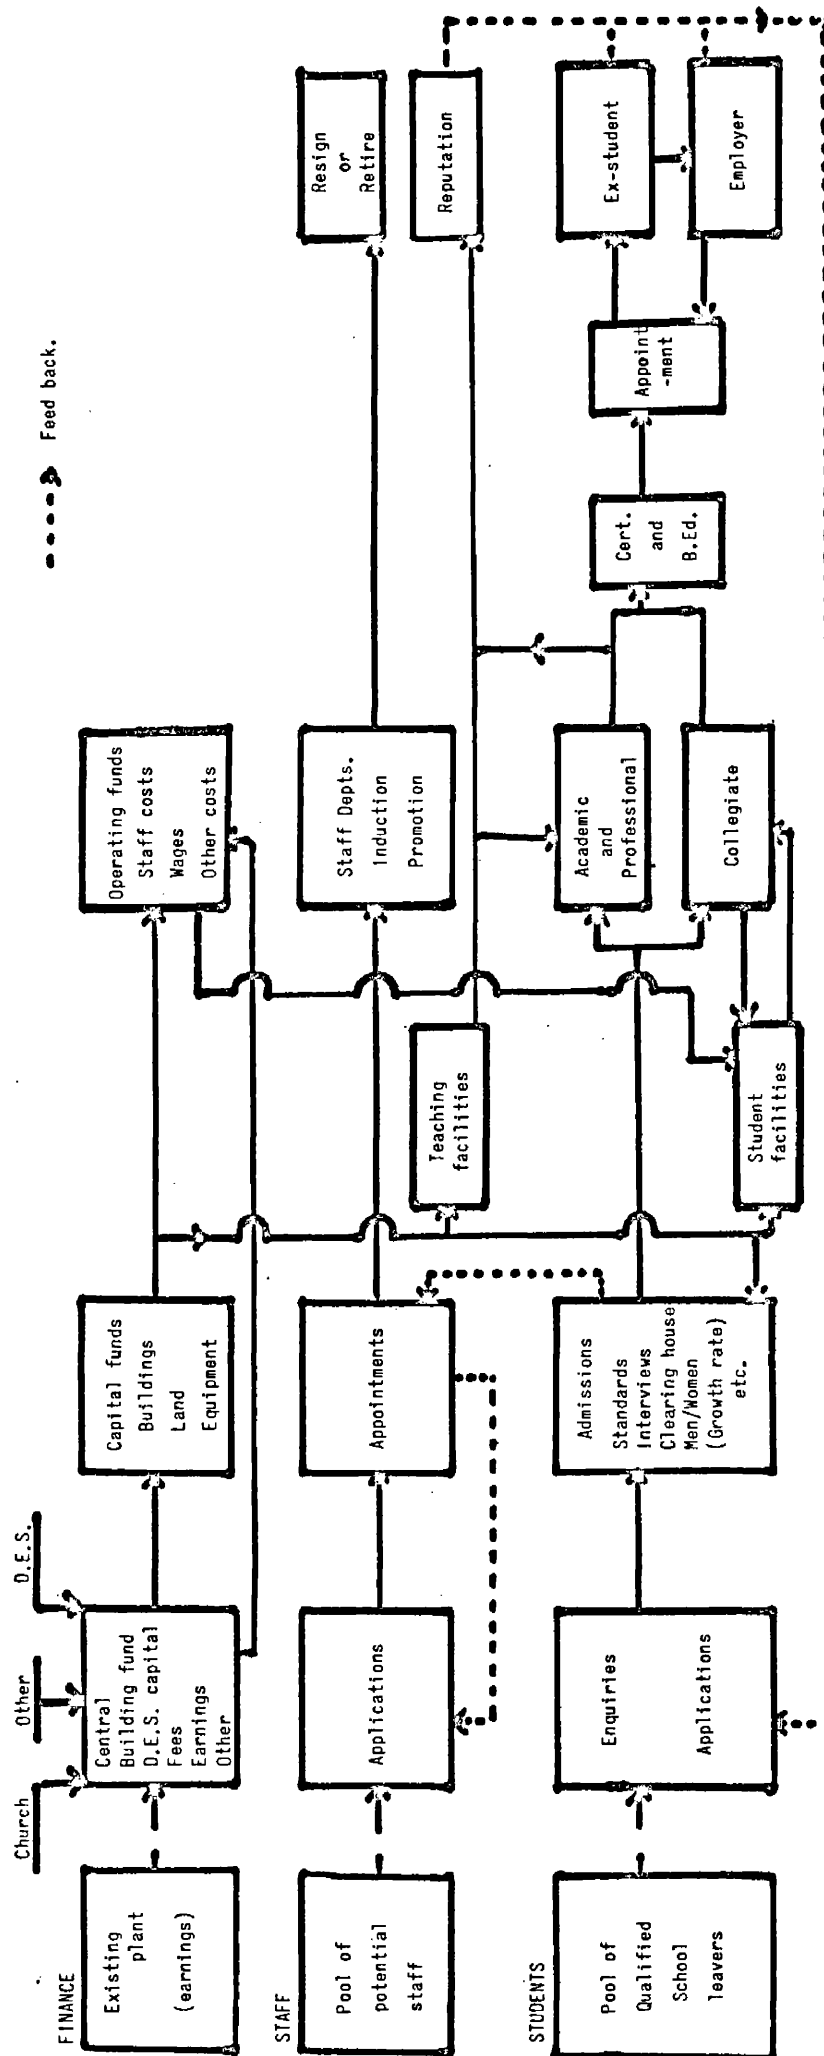 Feed back.
Church
Other
D.E.S.
FINANCE
Existing
plant
(earnings)
Central
Building fund
D.E.S. capital
Fees
Earnings
Other
Capital funds
Buildings
Land
Equipment
Operating funds
Staff costs
Wages
Other costs
STAFF
Pool of
potential
staff
Applications
Appointments
Staff Depts.
Induction
Promotion
Resign
or
Retire
Teaching
facilities
Reputation
STUDENTS
Pool of
Qualified
School
leavers
Enquiries
Applications
Admissions
Standards
Interviews
Clearing house
Men/Women
(Growth rate)
etc.
Student
facilities
Academic
and
Professional
Collegiate
Cert.
and
B.Ed.
Appoint
-ment
Ex-student
Employer